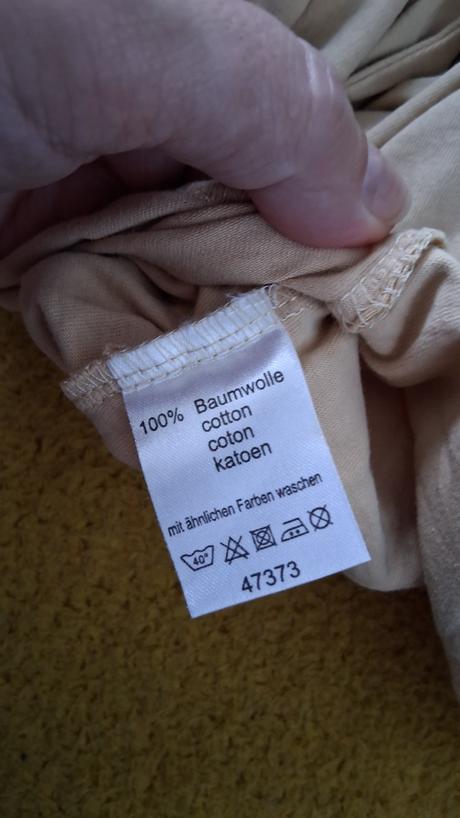 100% Baumwolle
cotton
coton
katoen
mit ähnlichen Farben waschen
40°
47373